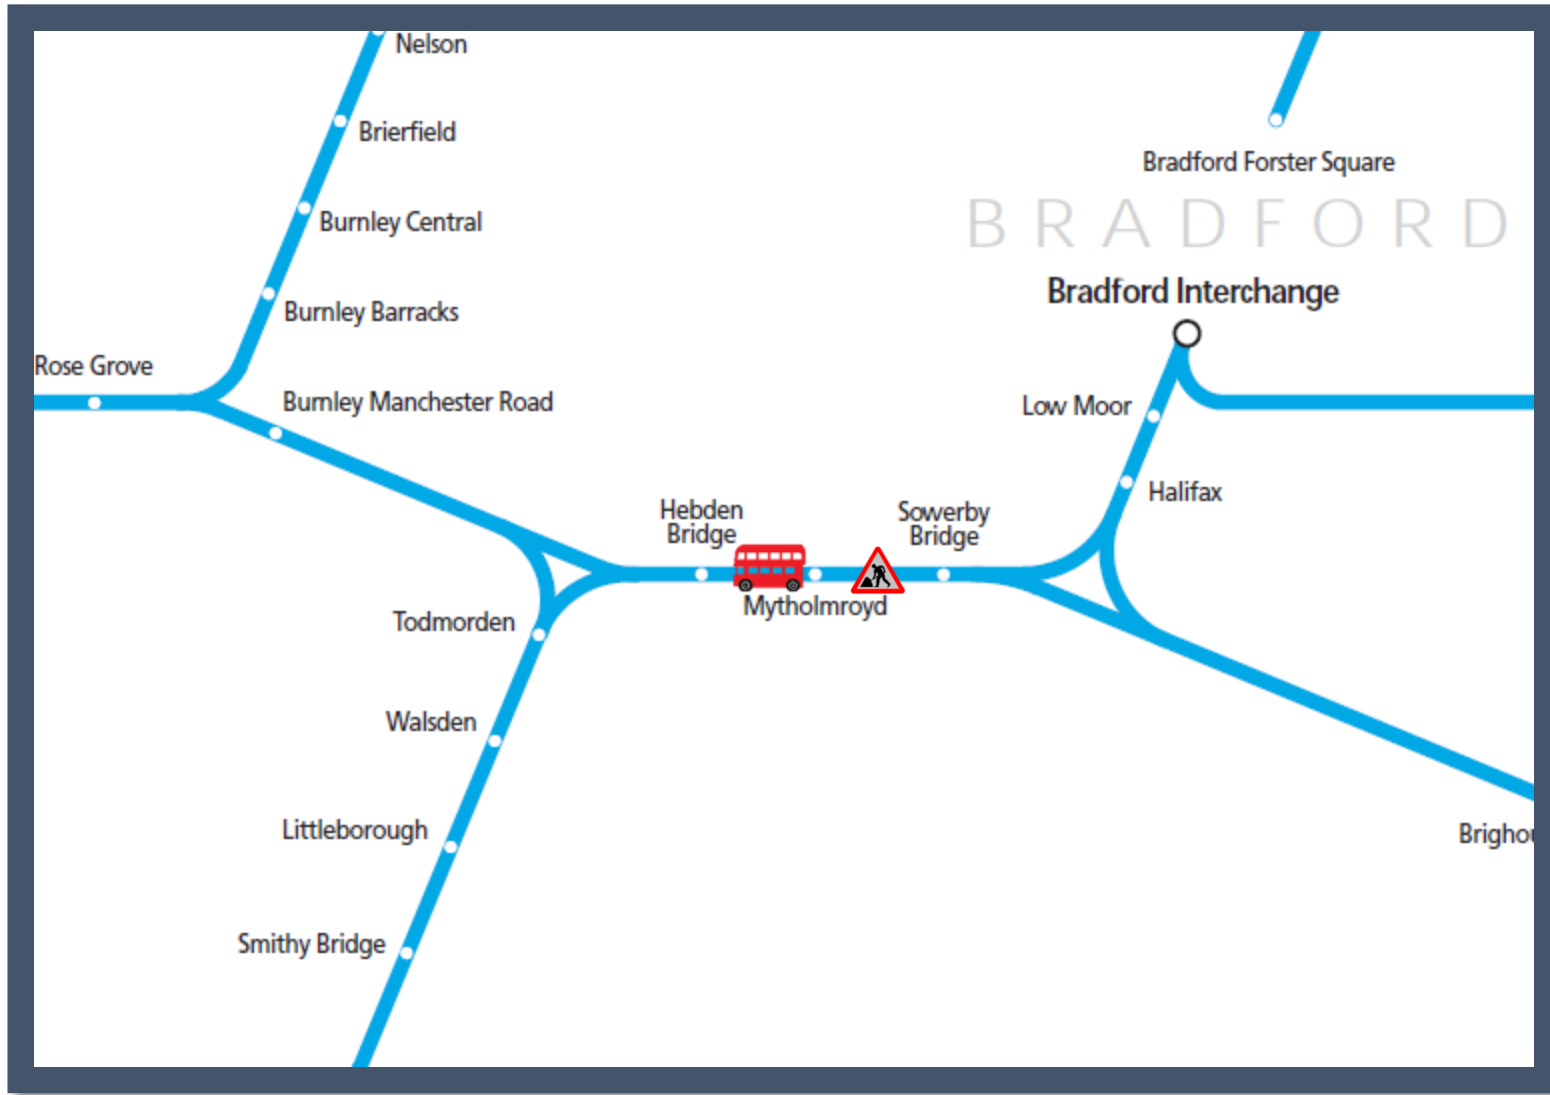 Nelson
Brierfield
Bradford Forster Square
Burnley Central
BRADFORD
Bradford Interchange
Burnley Barracks
Rose Grove
Burnley Manchester Road
Low Moor
Halifax
Hebden
Bridge
Sowerby
Bridge
Mytholmroyd
Todmorden
Walsden
Littleborough
Brighou
Smithy Bridge